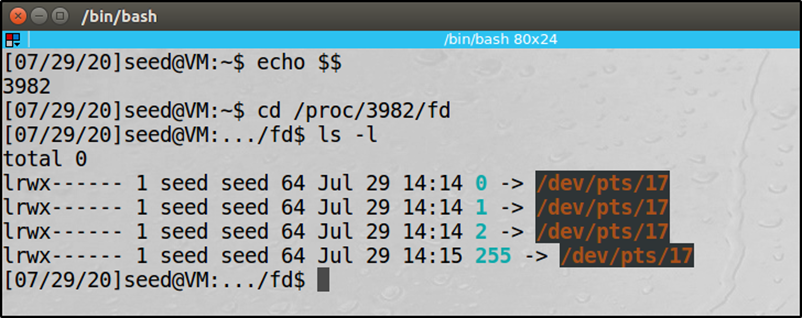 /bin/bash
/bin/bash 80x24
[07/29/20]seed@VM:~$ echo $$
3982
[07/29/20]seed@VM:~$ cd /proc/3982/fd
[07/29/20]seed@VM:.../fd$ ls -l
total 0
lrwx------ 1 seed seed 64 Jul 29 14:14 0 -> /dev/pts/17
lrwx------ 1 seed seed 64 Jul 29 14:14 1 -> /dev/pts/17
lrwx------ 1 seed seed 64 Jul 29 14:14 2 -> /dev/pts/17
lrwx------ 1 seed seed 64 Jul 29 14:15 255 -> /dev/pts/17
[07/29/20]seed@VM:.../fd$